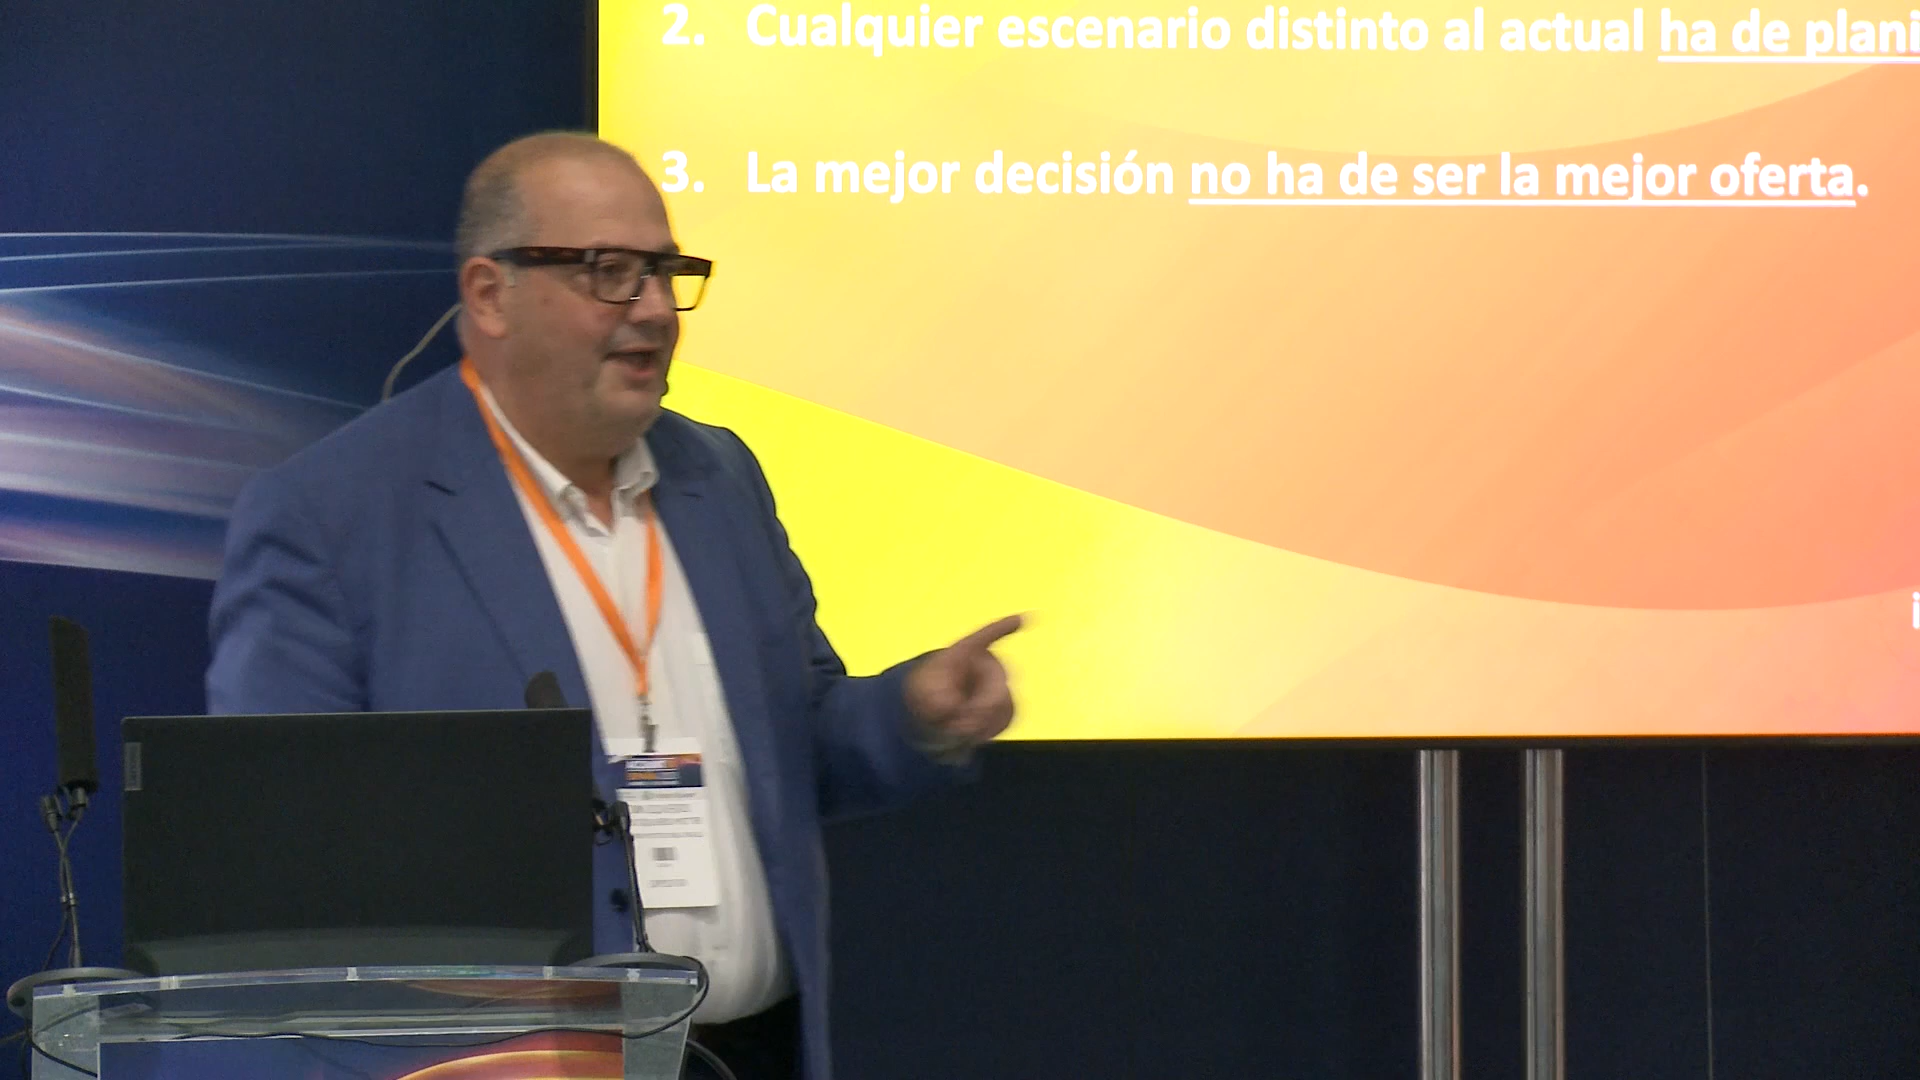 2. Cualquier escenario distinto al actual ha de plani
3. La mejor decisión no ha de ser la mejor oferta.